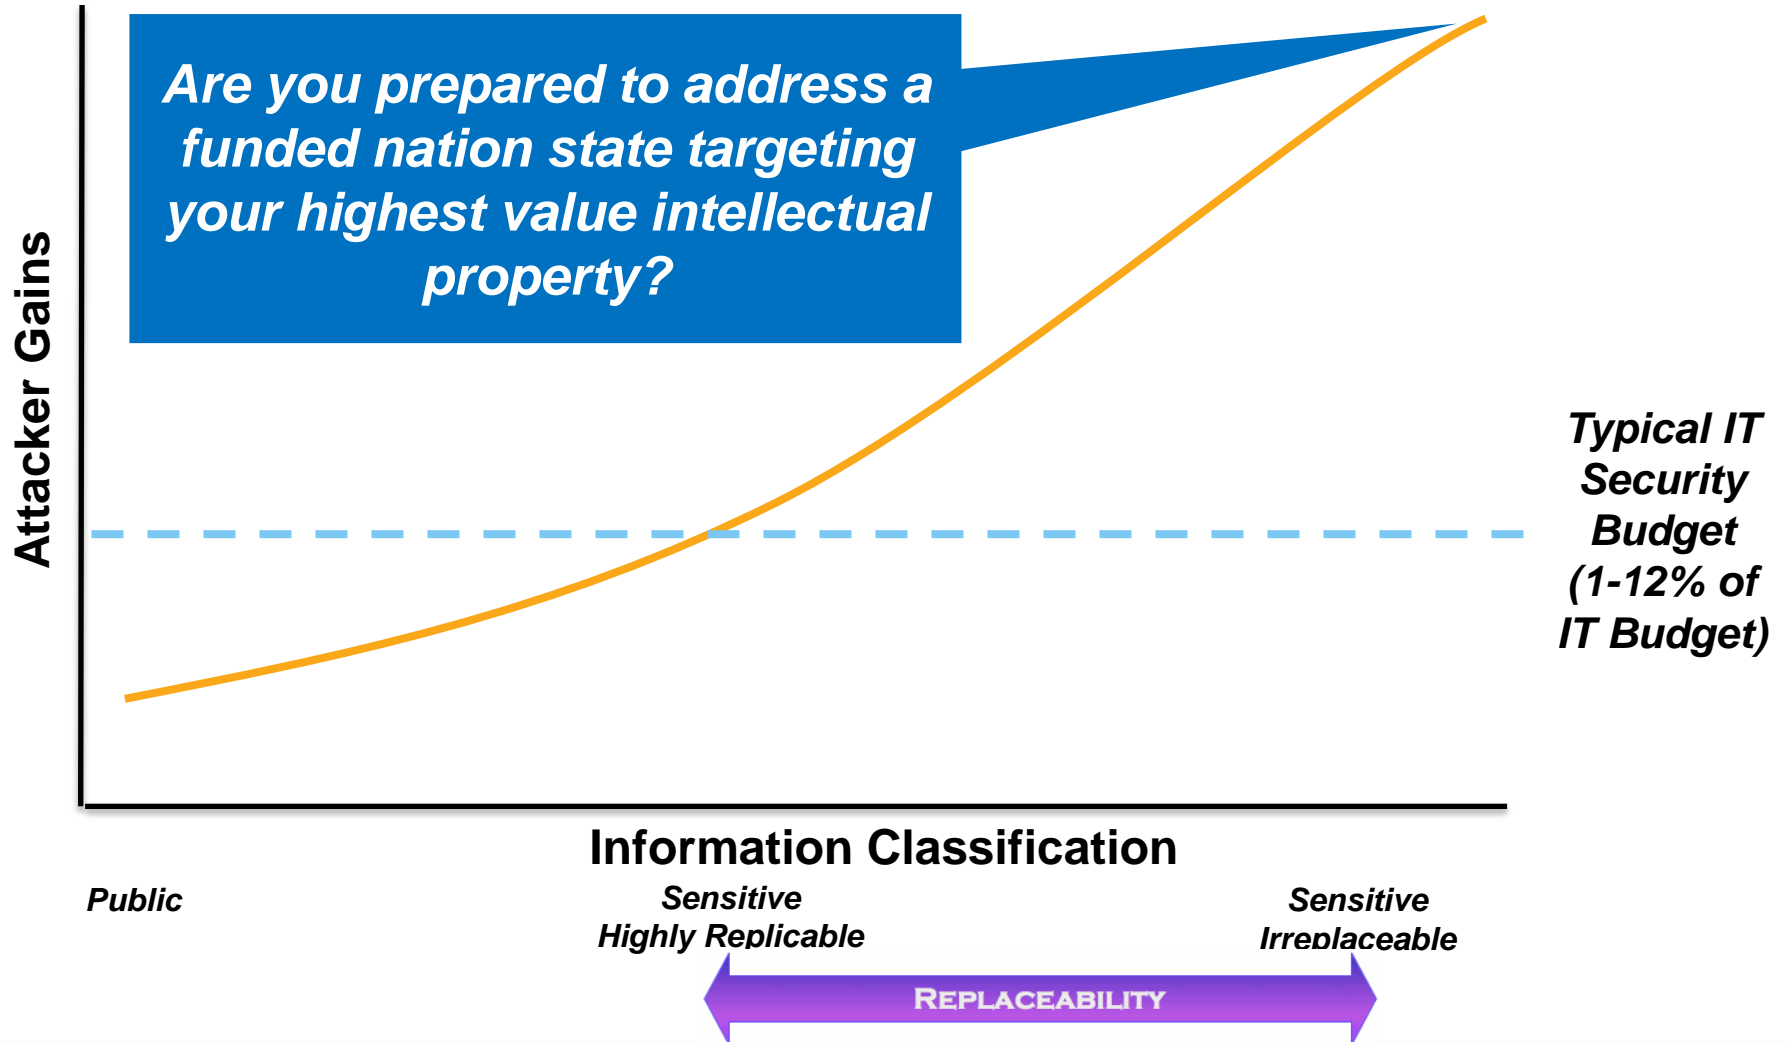 Are you prepared to address a
funded nation state targeting
your highest value intellectual
property?
Attacker Gains
Typical IT
Security
Budget
(1-12% of
IT Budget)
Information Classification
Public
Sensitive
Highly Replicable
Sensitive
Irreplaceable
REPLACEABILITY